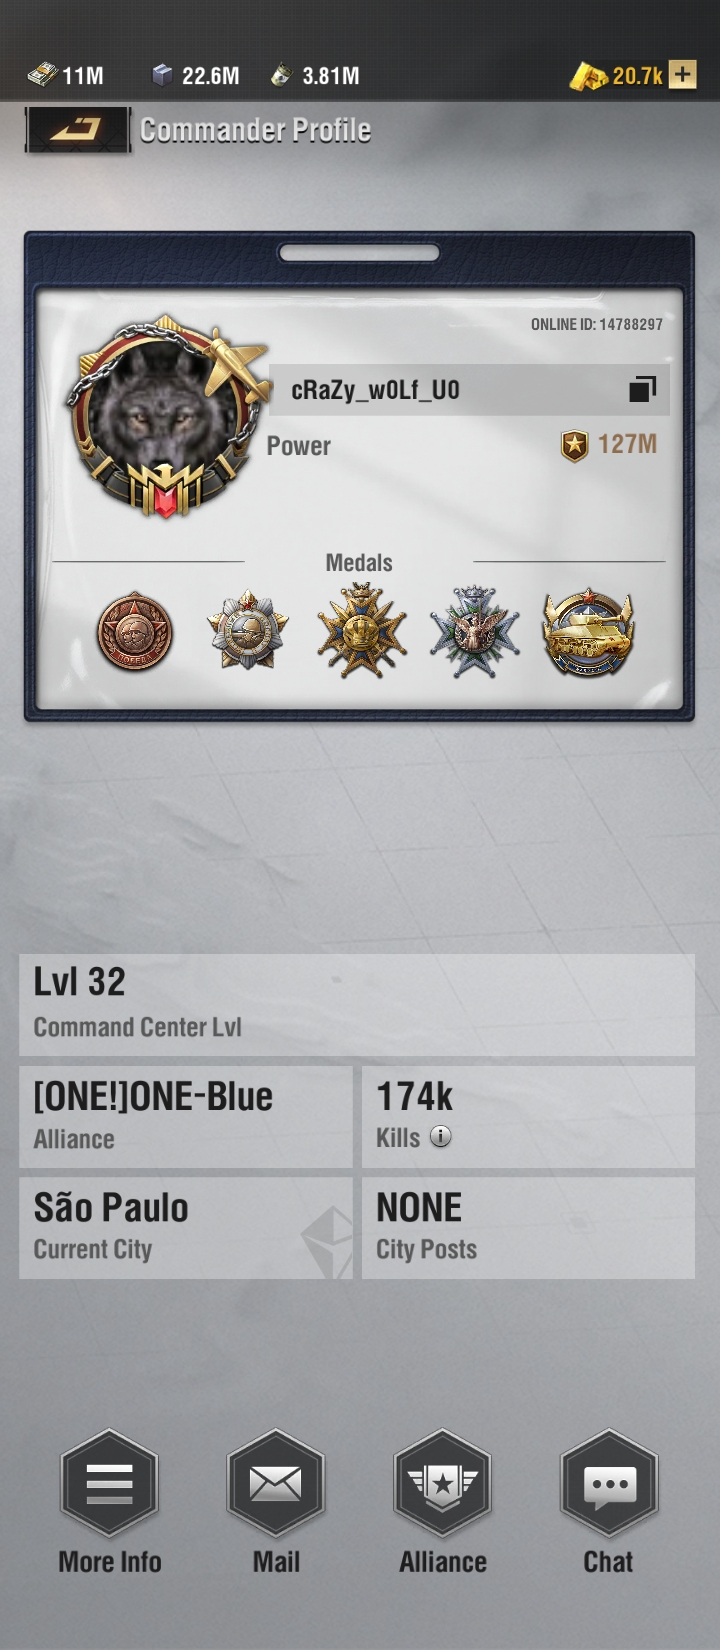 11M 22.6M 3.81M 20.7k
Commander Profile
ONLINE ID: 14788297
cRaZy_w0Lf_U0
Power 127M
Medals
ПОБЕДА
Lvl 32
Command Center Lvl
[ONE!]ONE-Blue
Alliance
174k
Kills
São Paulo
Current City
NONE
City Posts
More Info
Mail
Alliance
Chat